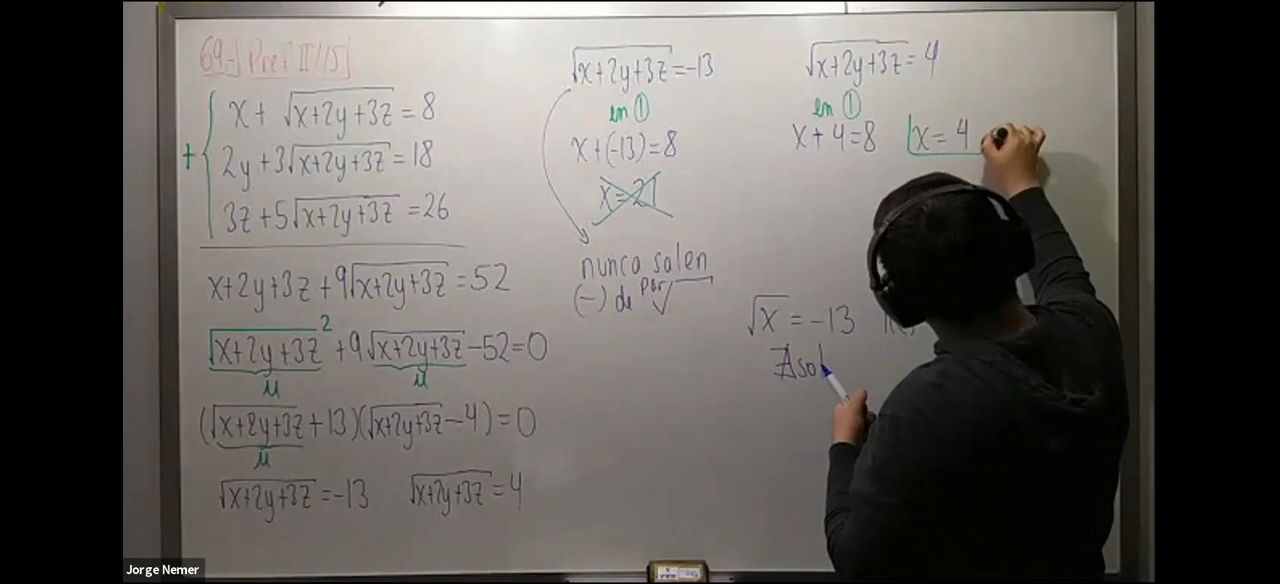 69.-) Pref II/15
x + √x+2y+3z = 8
+ { 2y + 3√x+2y+3z = 18
3z + 5√x+2y+3z = 26
x+2y+3z + 9√x+2y+3z = 52
√x+2y+3z² + 9√x+2y+3z - 52 = 0
μ μ
(√x+2y+3z + 13)(√x+2y+3z - 4) = 0
μ
√x+2y+3z = -13 √x+2y+3z = 4
√x+2y+3z = -13
en ①
x + (-13) = 8
x = 21
nunca salen
(-) de par√
√x+2y+3z = 4
en ①
x + 4 = 8 x = 4
√x = -13
∄ sol
Jorge Nemer